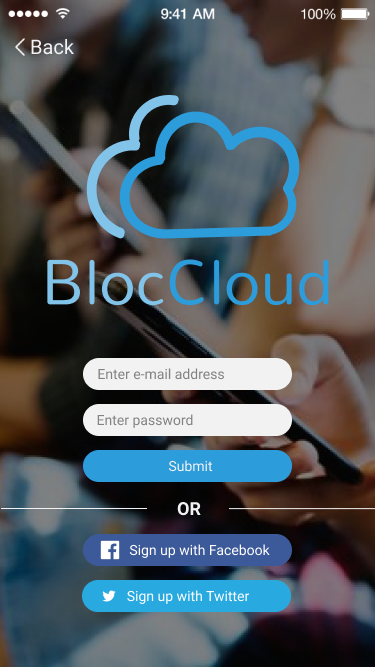 9:41 AM 100%
Back
BlocCloud
Enter e-mail address
Enter password
Submit
OR
Sign up with Facebook
Sign up with Twitter